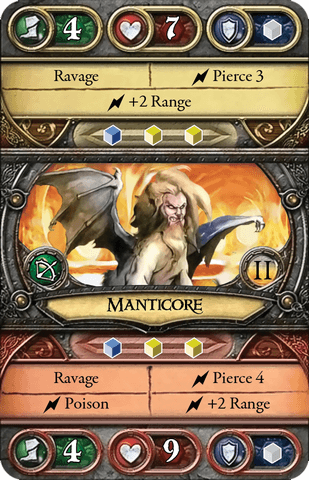 4 7
Ravage Pierce 3
+2 Range
II
MANTICORE
Ravage Pierce 4
Poison +2 Range
4 9